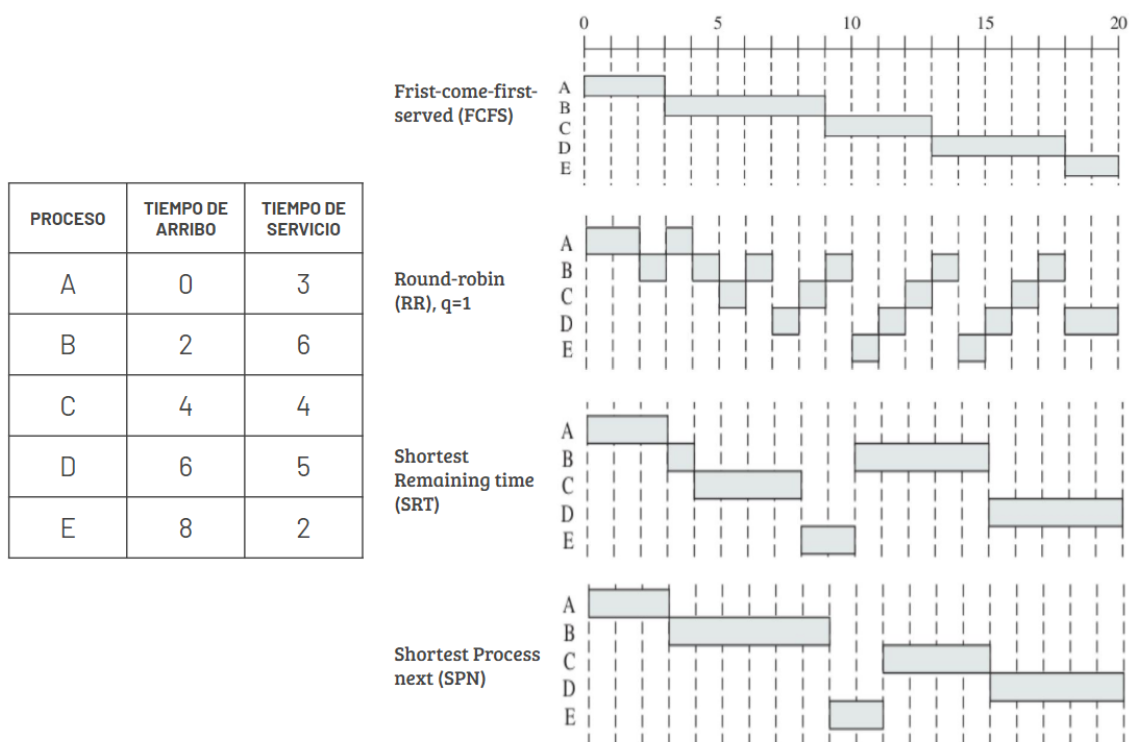 PROCESO TIEMPO DE ARRIBO TIEMPO DE SERVICIO
A 0 3
B 2 6
C 4 4
D 6 5
E 8 2
0 5 10 15 20
Frist-come-first-
served (FCFS)
A
B
C
D
E
Round-robin
(RR), q=1
A
B
C
D
E
Shortest
Remaining time
(SRT)
A
B
C
D
E
Shortest Process
next (SPN)
A
B
C
D
E